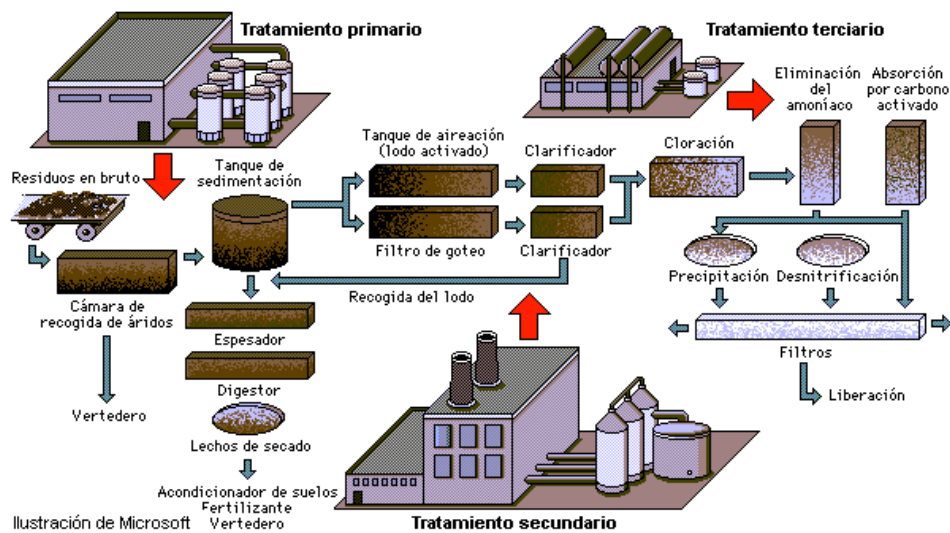 Tratamiento primario
Tratamiento terciario
Eliminación
del
amoníaco
Absorción
por carbono
activado
Residuos en bruto
Tanque de
sedimentación
Tanque de aireación
(lodo activado)
Clarificador
Cloración
Filtro de goteo
Clarificador
Cámara de
recogida de áridos
Recogida del lodo
Precipitación
Desnitrificación
Espesador
Filtros
Digestor
Vertedero
Liberación
Lechos de secado
Acondicionador de suelos
Fertilizante
Vertedero
Ilustración de Microsoft
Tratamiento secundario